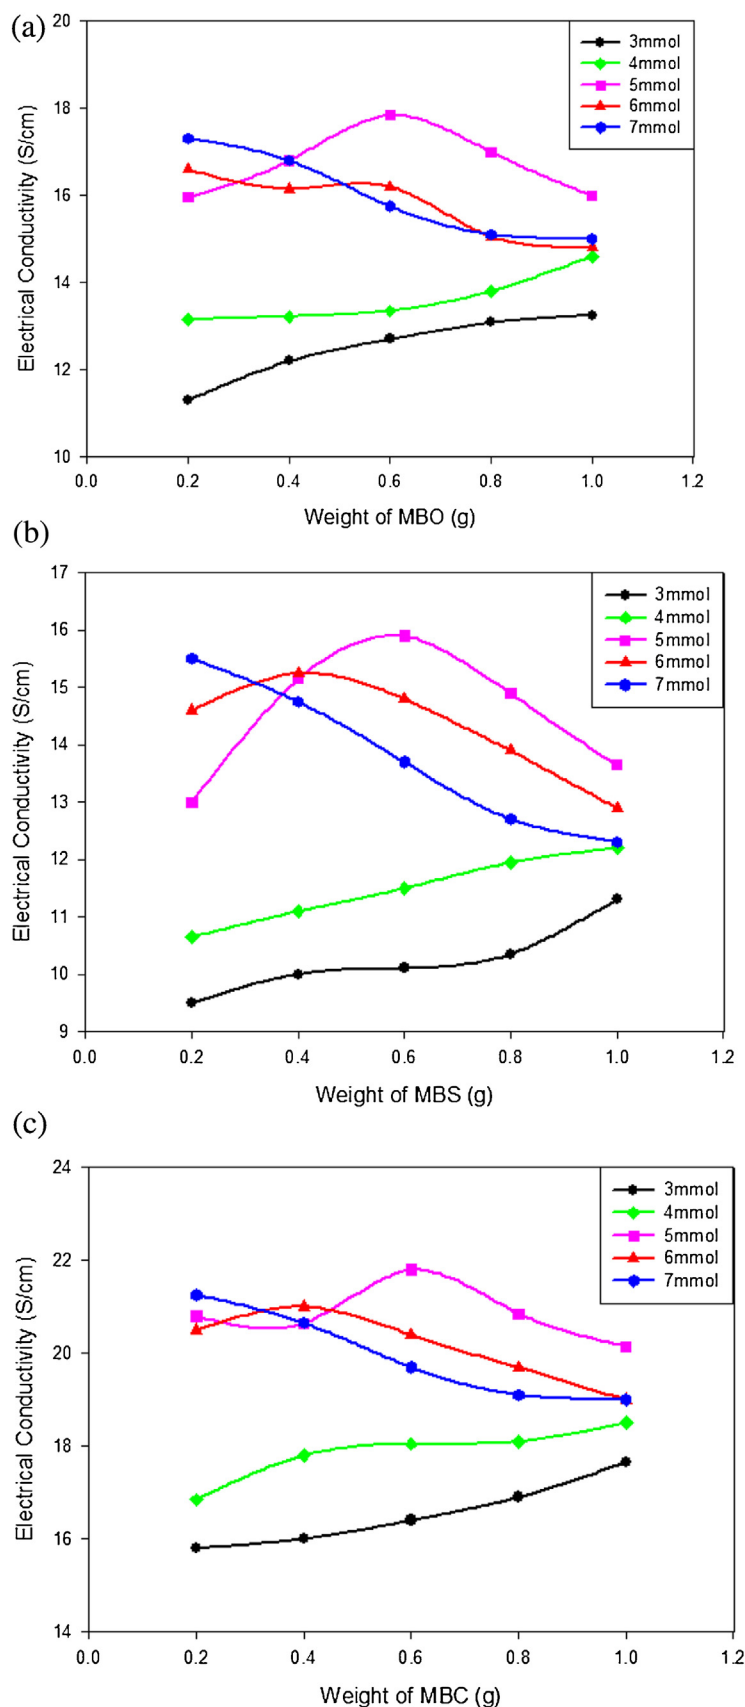 (a)
20
18
16
14
12
10
Electrical Conductivity (S/cm)
3mmol
4mmol
5mmol
6mmol
7mmol
0.0 0.2 0.4 0.6 0.8 1.0 1.2
Weight of MBO (g)
(b)
17
16
15
14
13
12
11
10
9
Electrical Conductivity (S/cm)
3mmol
4mmol
5mmol
6mmol
7mmol
0.0 0.2 0.4 0.6 0.8 1.0 1.2
Weight of MBS (g)
(c)
24
22
20
18
16
14
Electrical Conductivity (S/cm)
3mmol
4mmol
5mmol
6mmol
7mmol
0.0 0.2 0.4 0.6 0.8 1.0 1.2
Weight of MBC (g)